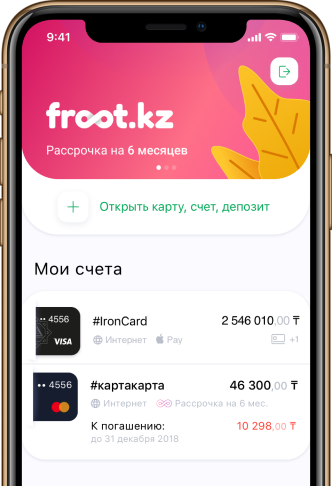 9:41
froot.kz
Рассрочка на 6 месяцев
Открыть карту, счет, депозит
Мои счета
•• 4556
VISA
#IronCard
2 546 010,00 ₸
Интернет
Pay
+1
•• 4556
#картакарта
46 300,00 ₸
Интернет
Рассрочка на 6 мес.
К погашению:
10 298,00 ₸
до 31 декабря 2018